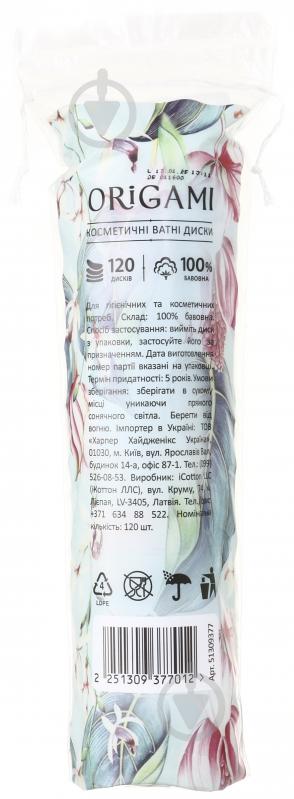 ORiGAMI
КОСМЕТИЧНІ ВАТНІ ДИСКИ
120
ДИСКІВ
100%
БАВОВНА
Для гігієнічних та косметичних
потреб. Склад: 100% бавовна.
Спосіб застосування: вийміть диск
з упаковки, застосуйте його за
призначенням. Дата виготовлення
номер партії вказані на упаковці.
Термін придатності: 5 років. Умови
зберігання: зберігати в сухому
місці уникаючи прямого
сонячного світла. Берегти від
вогню. Імпортер в Україні: ТОВ
«Харпер Хайдженікс Україна»,
01030, м. Київ, вул. Ярослава Вал,
будинок 14-а, офіс 87-1. Тел.:
526-08-53. Виробник: iCotton LLC
(іКоттон ЛЛС), вул. Круму,
Лієпая, LV-3405, Латвія. Тел.
+371 634 88 522. Номінальна
кількість: 120 шт.
4
LDPE
2 251309 377012 >
Арт. 51309377